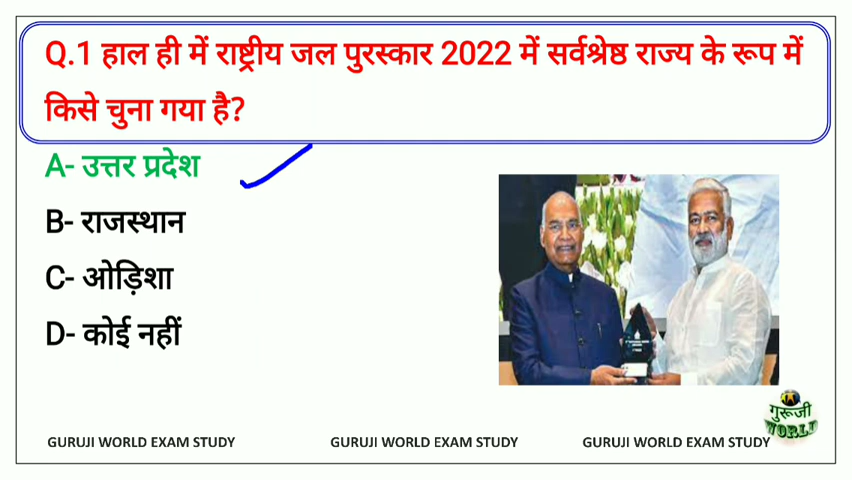 Q.1 हाल ही में राष्ट्रीय जल पुरस्कार 2022 में सर्वश्रेष्ठ राज्य के रूप में
किसे चुना गया है?
A- उत्तर प्रदेश
B- राजस्थान
C- ओड़िशा
D- कोई नहीं
गुरूजी
WORLD
GURUJI WORLD EXAM STUDY GURUJI WORLD EXAM STUDY GURUJI WORLD EXAM STUDY